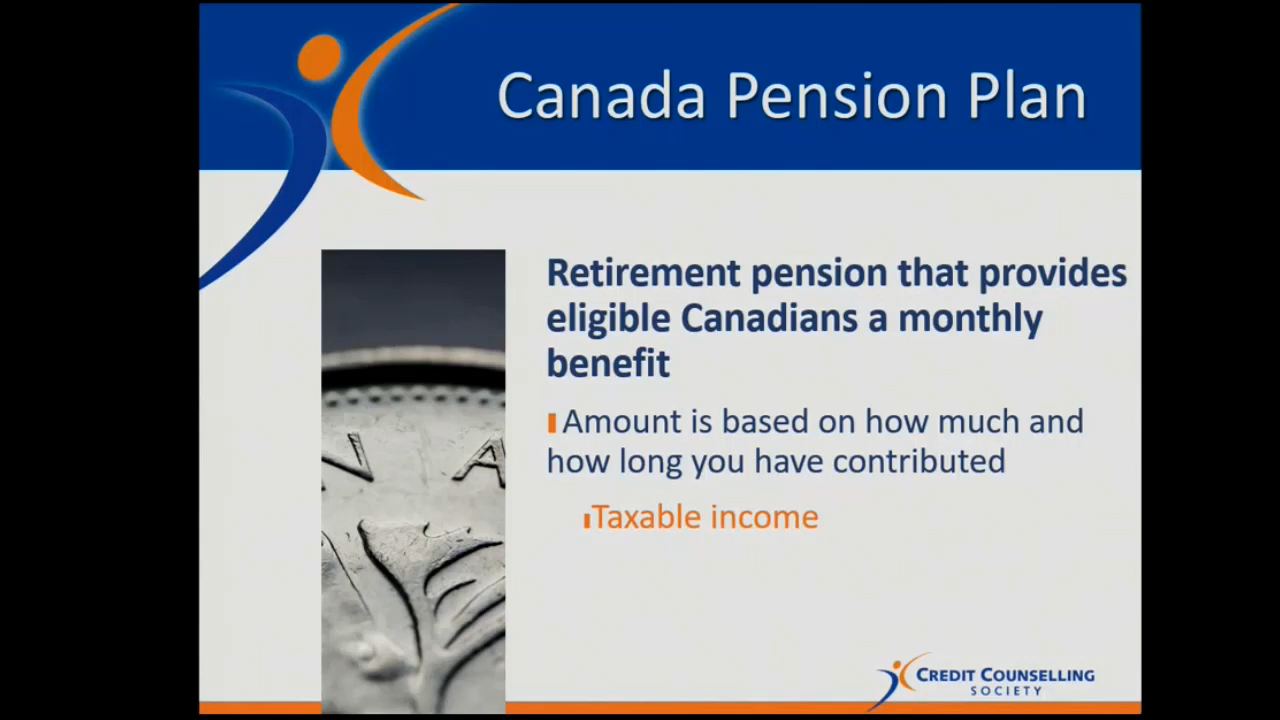 Canada Pension Plan
Retirement pension that provides
eligible Canadians a monthly
benefit
Amount is based on how much and
how long you have contributed
Taxable income
N A
CREDIT COUNSELLING
SOCIETY